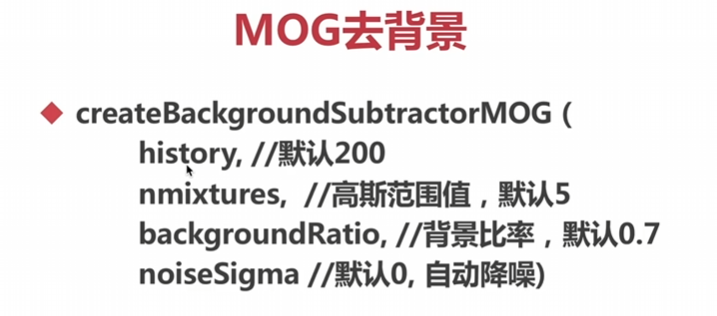 MOG去背景
createBackgroundSubtractorMOG (
history, //默认200
nmixtures,  //高斯范围值，默认5
backgroundRatio, //背景比率，默认0.7
noiseSigma //默认0, 自动降噪)